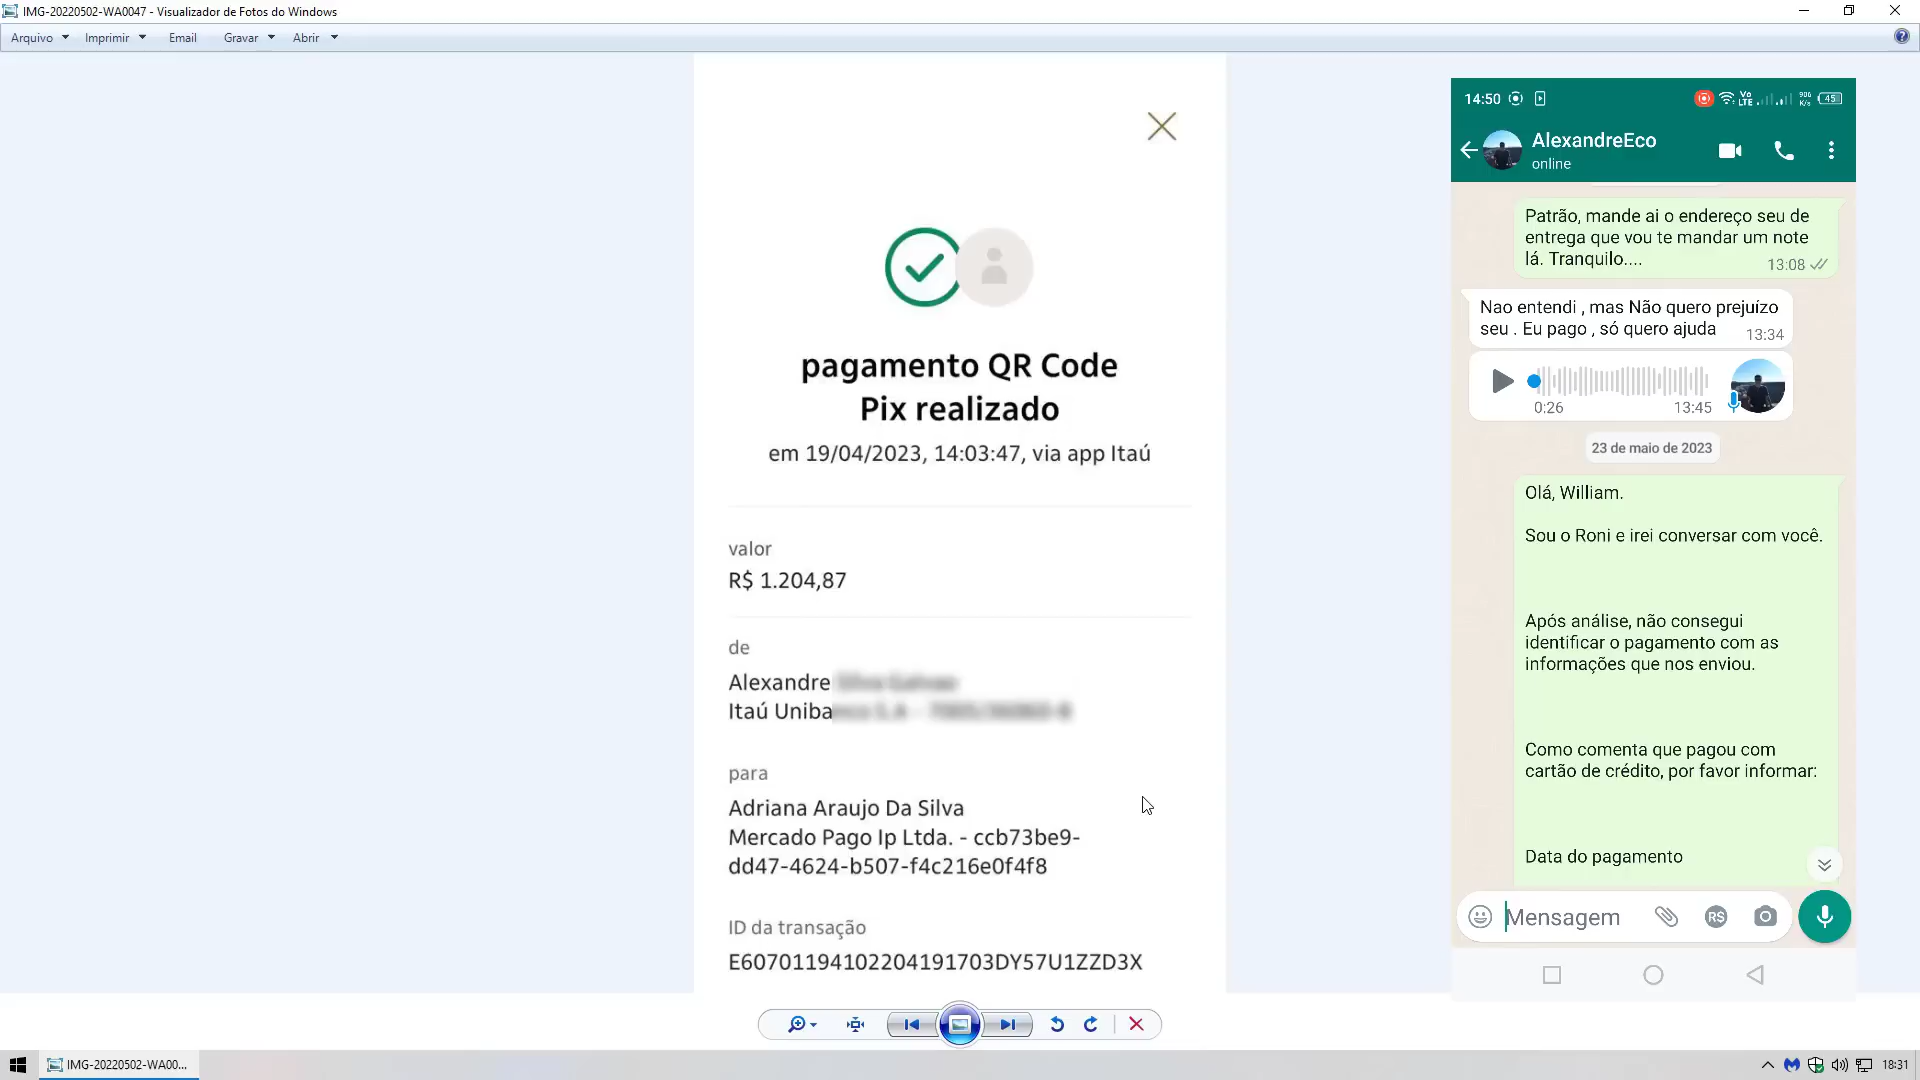 IMG-20220502-WA0047 - Visualizador de Fotos do Windows
Arquivo
Imprimir
Email
Gravar
Abrir
pagamento QR Code
Pix realizado
em 19/04/2023, 14:03:47, via app Itaú
valor
R$ 1.204,87
de
Alexandre
Itaú Uniba
para
Adriana Araujo Da Silva
Mercado Pago Ip Ltda. - ccb73be9-
dd47-4624-b507-f4c216e0f4f8
ID da transação
E60701194102204191703DY57U1ZZD3X
14:50
Vo
LTE
906
K/s
45
AlexandreEco
online
Patrão, mande ai o endereço seu de
entrega que vou te mandar um note
lá. Tranquilo....
13:08
Nao entendi , mas Não quero prejuízo
seu . Eu pago , só quero ajuda
13:34
0:26
13:45
23 de maio de 2023
Olá, William.
Sou o Roni e irei conversar com você.
Após análise, não consegui
identificar o pagamento com as
informações que nos enviou.
Como comenta que pagou com
cartão de crédito, por favor informar:
Data do pagamento
Mensagem
R$
IMG-20220502-WA00...
18:31